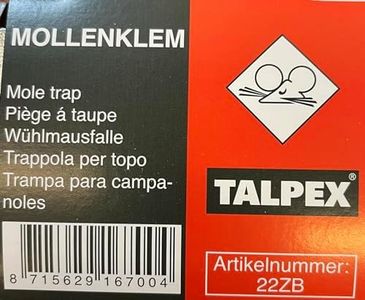 MOLLENKLEM
Mole trap
Piège á taupe
Wühlmausfalle
Trappola per topo
Trampa para campa-
noles
8 715629 167004
TALPEX®
Artikelnummer:
22ZB